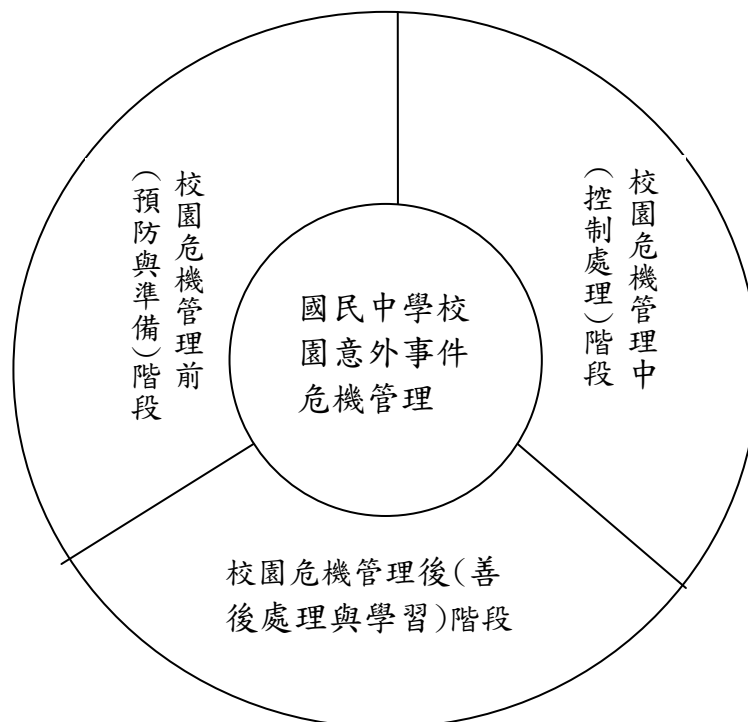 校園危機管理前
（預防與準備）階段
校園危機管理中
（控制處理）階段
國民中學校
園意外事件
危機管理
校園危機管理後(善
後處理與學習)階段